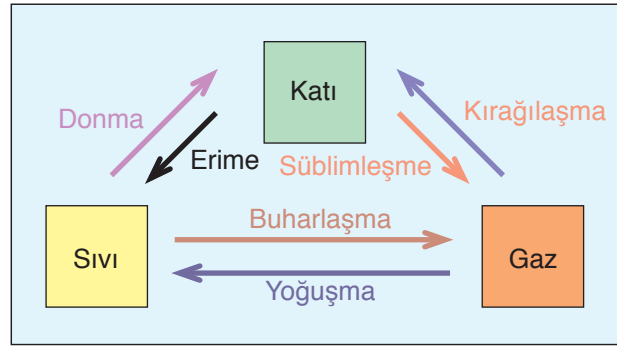 Katı
Donma
Kırağılaşma
Erime
Süblimleşme
Buharlaşma
Sıvı
Gaz
Yoğuşma